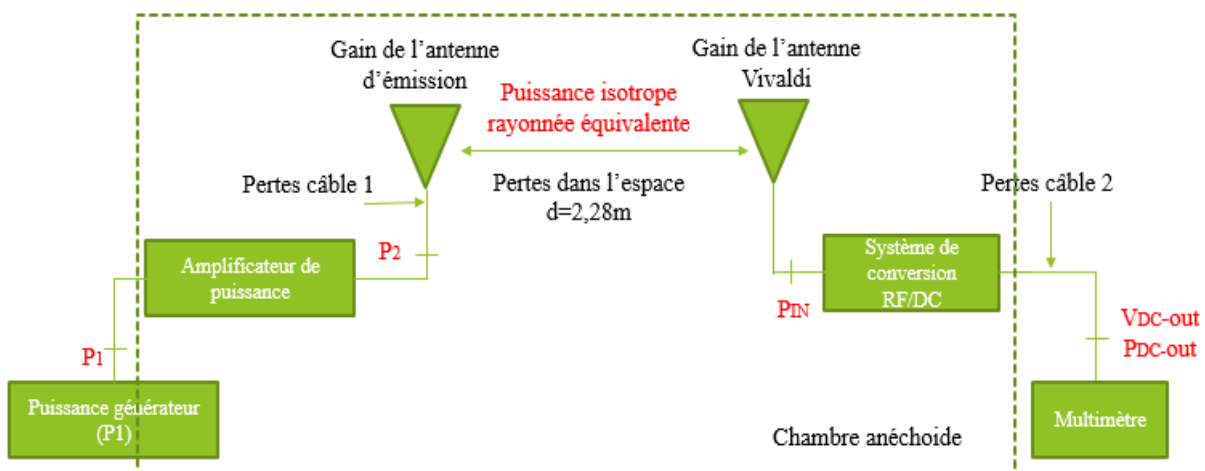 Gain de l’antenne
d’émission
Gain de l’antenne
Vivaldi
Puissance isotrope
rayonnée équivalente
Pertes câble 1
Pertes dans l’espace
d=2,28m
Pertes câble 2
P2
Amplificateur de
puissance
Système de
conversion
RF/DC
PIN
VDC-out
PDC-out
P1
Puissance générateur
(P1)
Multimètre
Chambre anéchoide